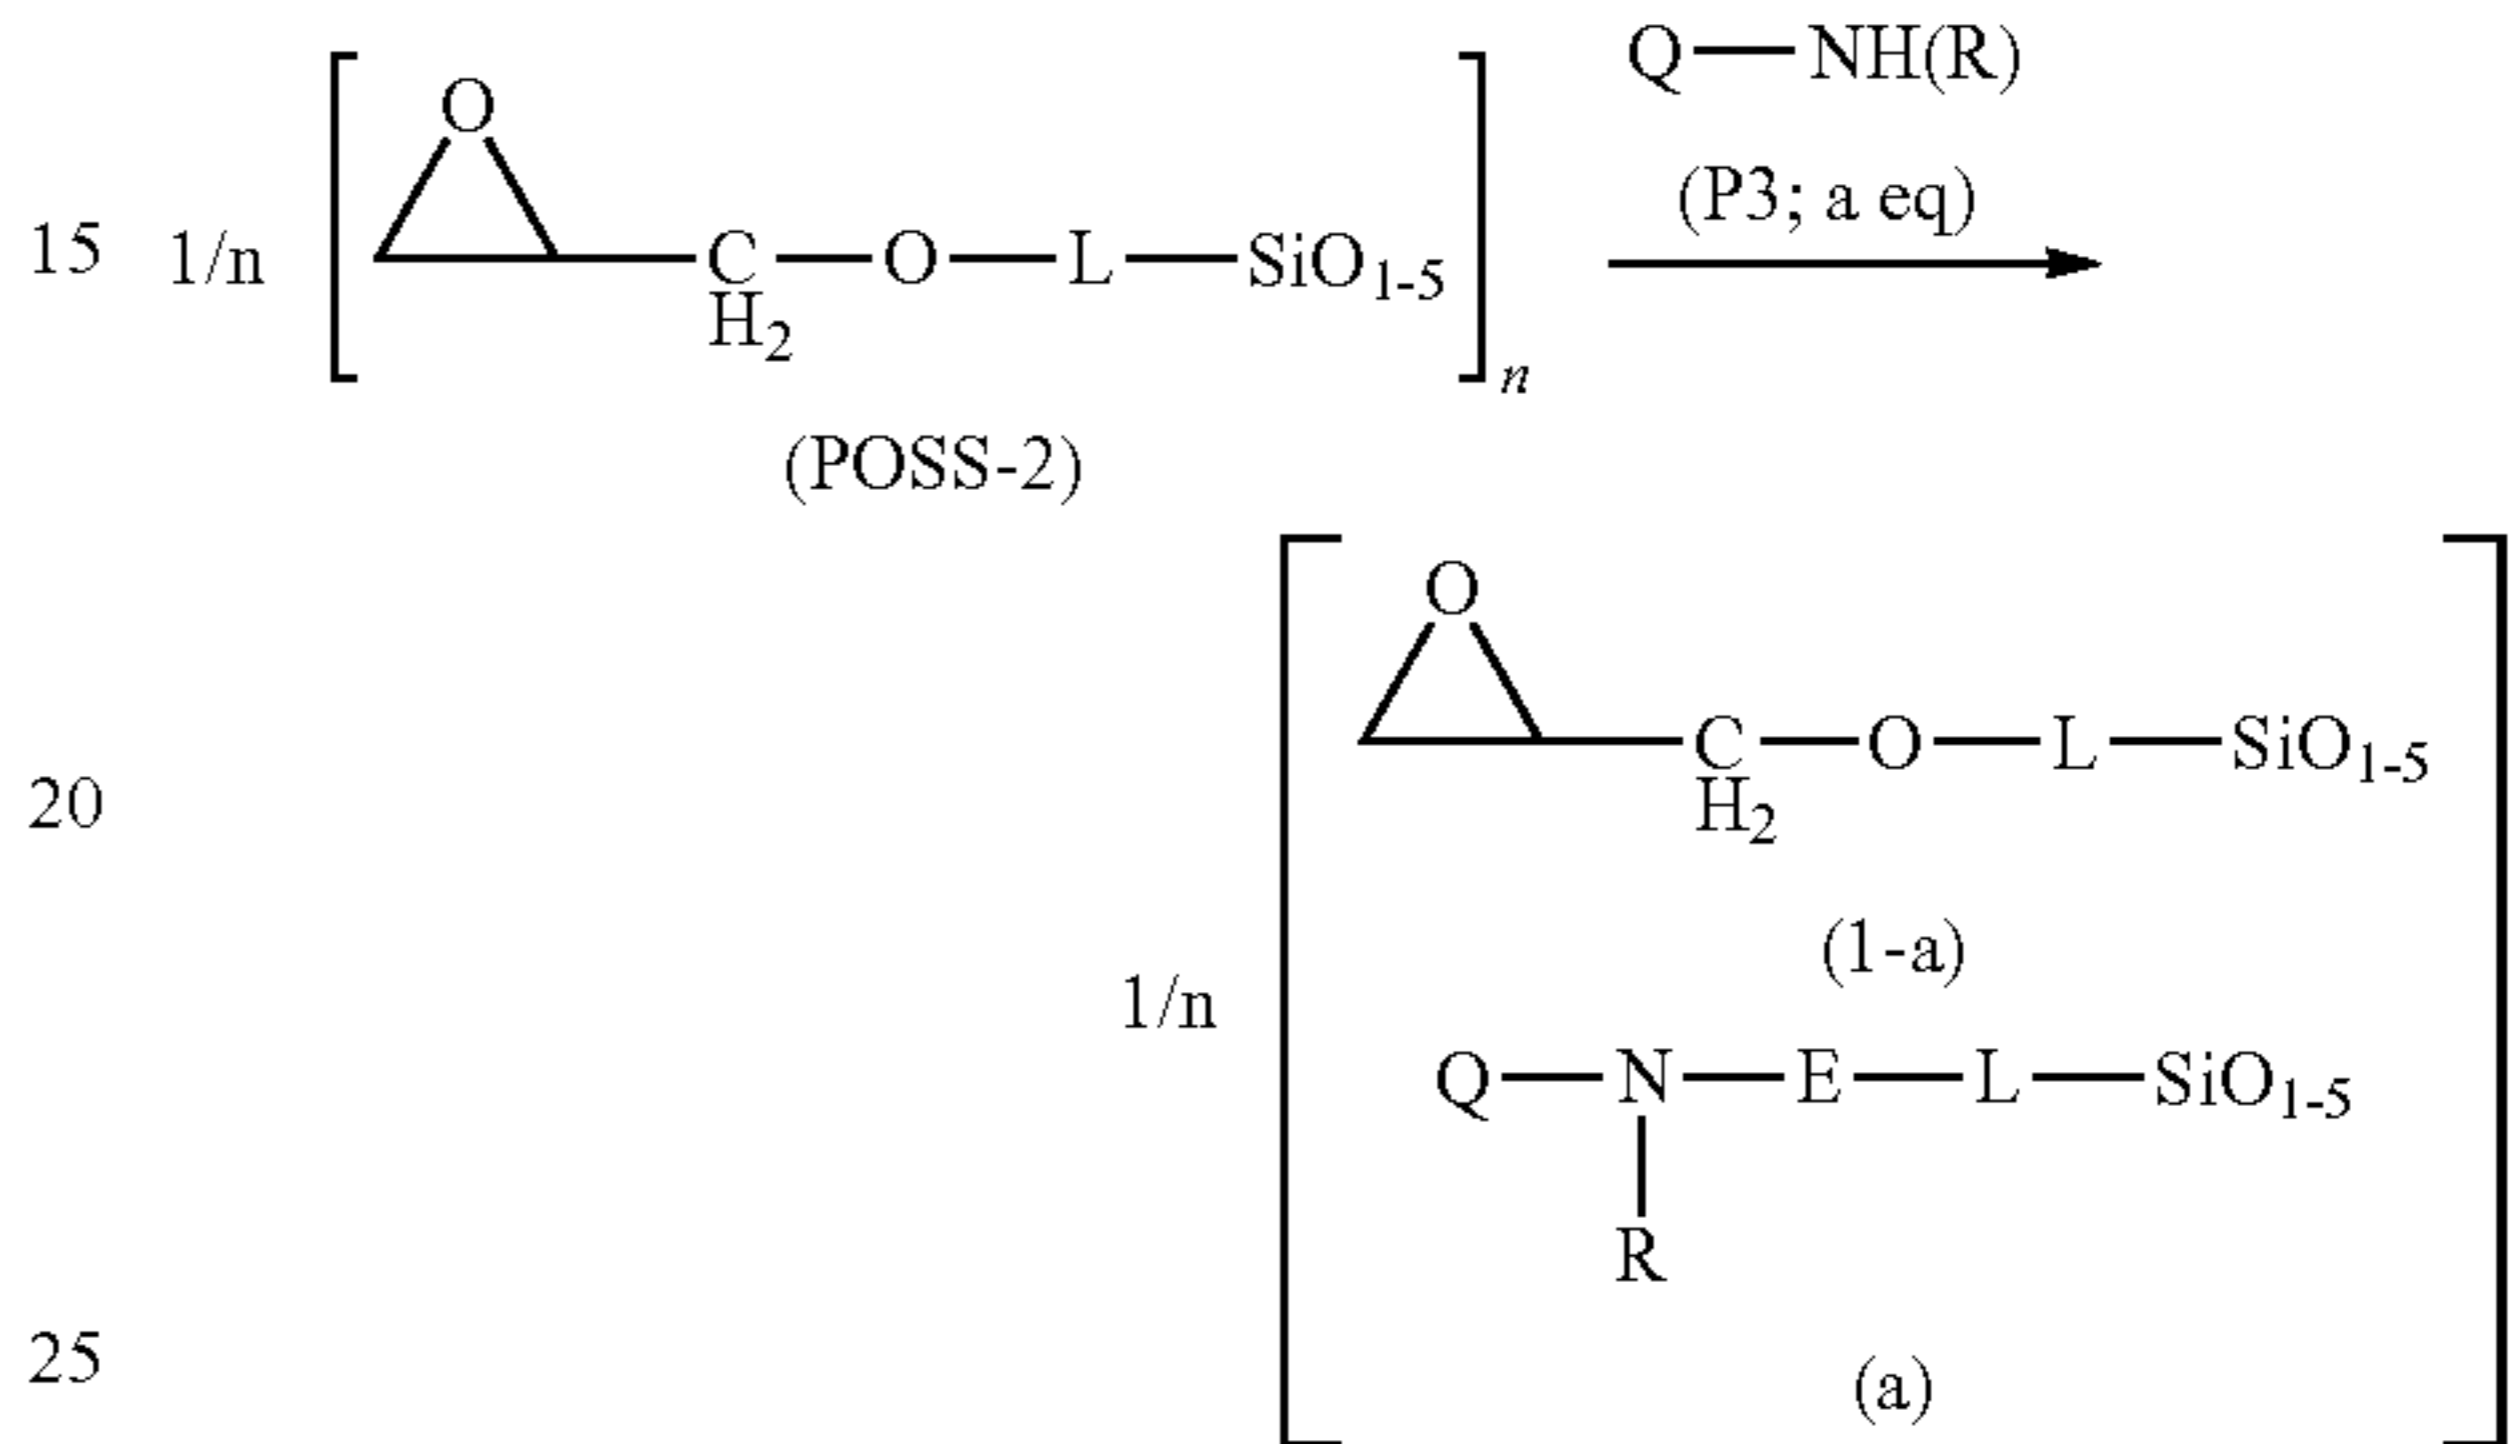 Q—NH(R)
(P3; a eq)
O
15 1/n [ C—O—L—SiO1-5 ]n
H2
(POSS-2)
O
C—O—L—SiO1-5
20
H2
(1-a)
1/n
Q—N—E—L—SiO1-5
R
25
(a)